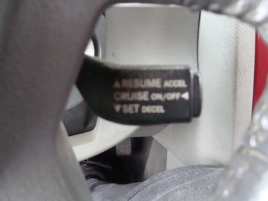 ▲ RESUME ACCEL
CRUISE ON/OFF ◀
▼ SET DECEL